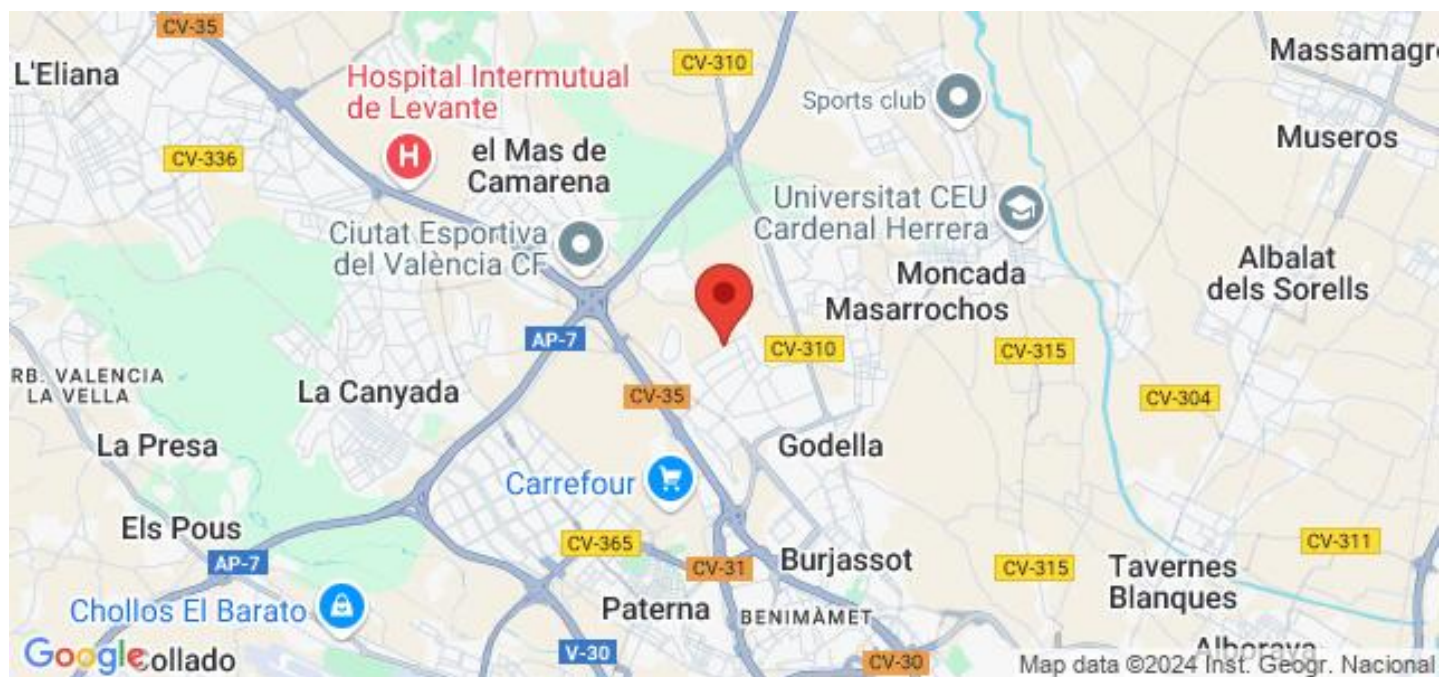 CV-35
L'Eliana
Hospital Intermutual
de Levante
CV-310
Sports club
Massamagr
Museros
CV-336
el Mas de
Camarena
Universitat CEU
Cardenal Herrera
Ciutat Esportiva
del València CF
Moncada
Masarrochos
Albalat
dels Sorells
AP-7
CV-310
CV-315
RB. VALENCIA
LA VELLA
La Canyada
CV-35
CV-304
La Presa
Godella
Carrefour
Els Pous
CV-365
CV-311
AP-7
CV-31
Burjassot
CV-315
Tavernes
Blanques
Chollos El Barato
Paterna
BENIMÀMET
Google
Collado
V-30
CV-30
Alboraya
Map data ©2024 Inst. Geogr. Nacional